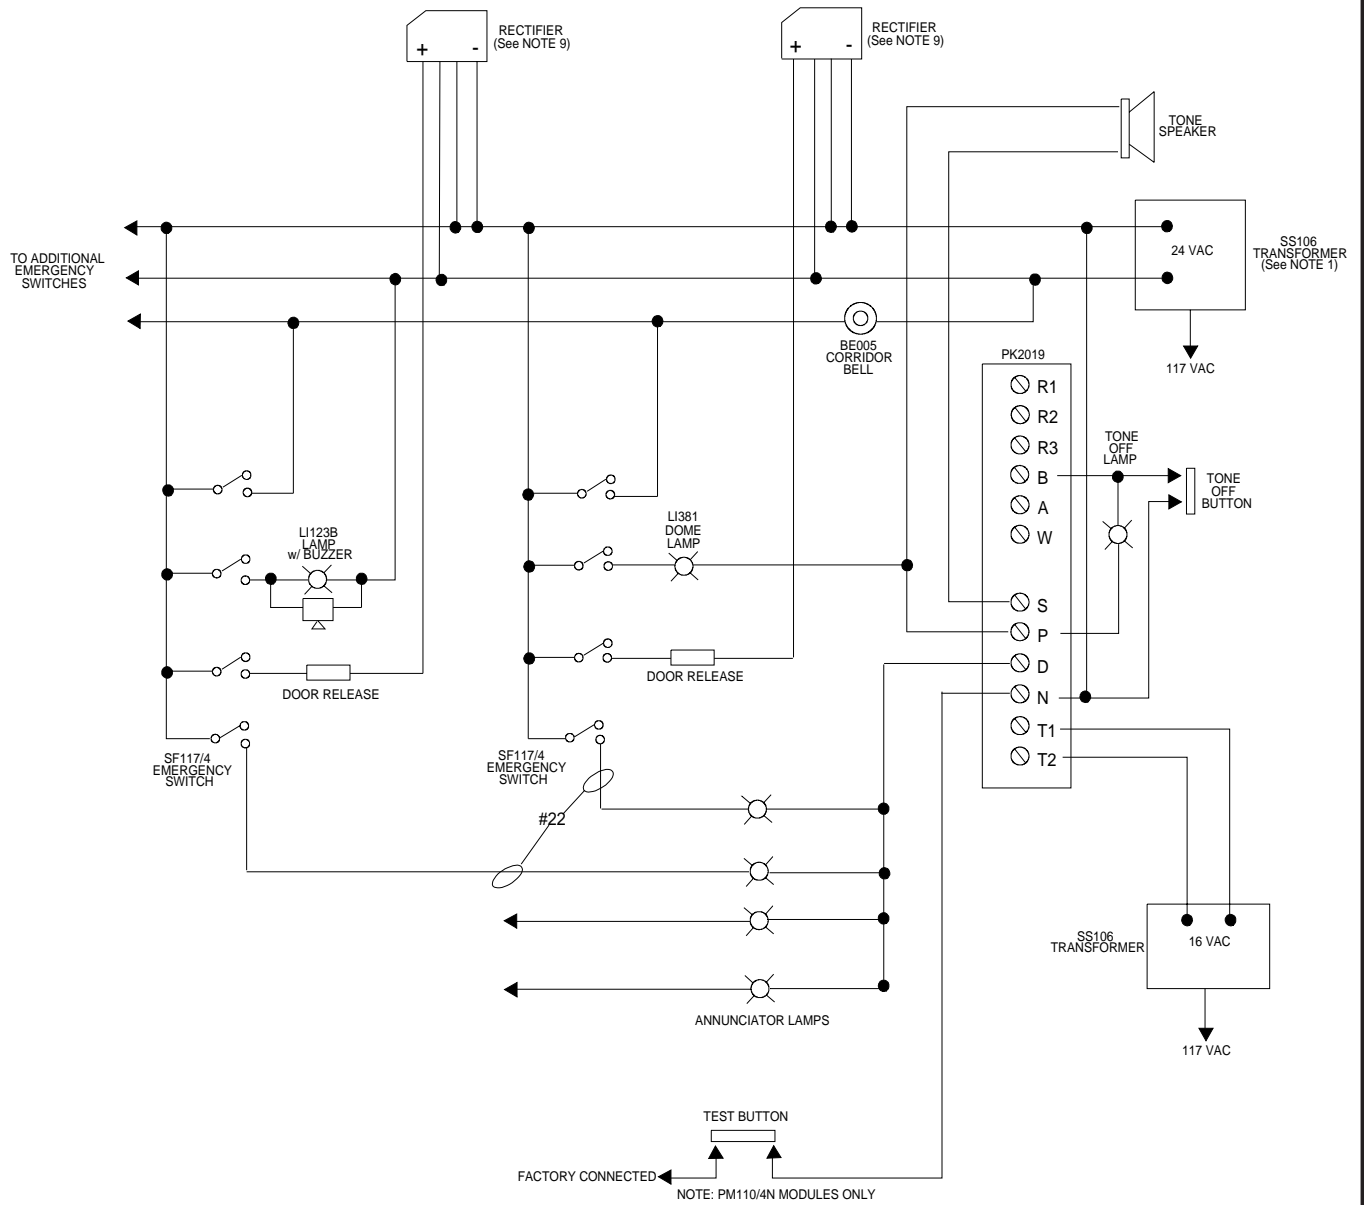 RECTIFIER
(See NOTE 9)
+ -
RECTIFIER
(See NOTE 9)
+ -
TONE
SPEAKER
TO ADDITIONAL
EMERGENCY
SWITCHES
24 VAC
SS106
TRANSFORMER
(See NOTE 1)
117 VAC
BE005
CORRIDOR
BELL
PK2019
R1
R2
R3
B
A
W
S
P
D
N
T1
T2
TONE
OFF
LAMP
TONE
OFF
BUTTON
LI123B
LAMP
w/ BUZZER
LI381
DOME
LAMP
DOOR RELEASE
DOOR RELEASE
SF117/4
EMERGENCY
SWITCH
SF117/4
EMERGENCY
SWITCH
#22
ANNUNCIATOR LAMPS
SS106
TRANSFORMER
16 VAC
117 VAC
TEST BUTTON
FACTORY CONNECTED
NOTE: PM110/4N MODULES ONLY